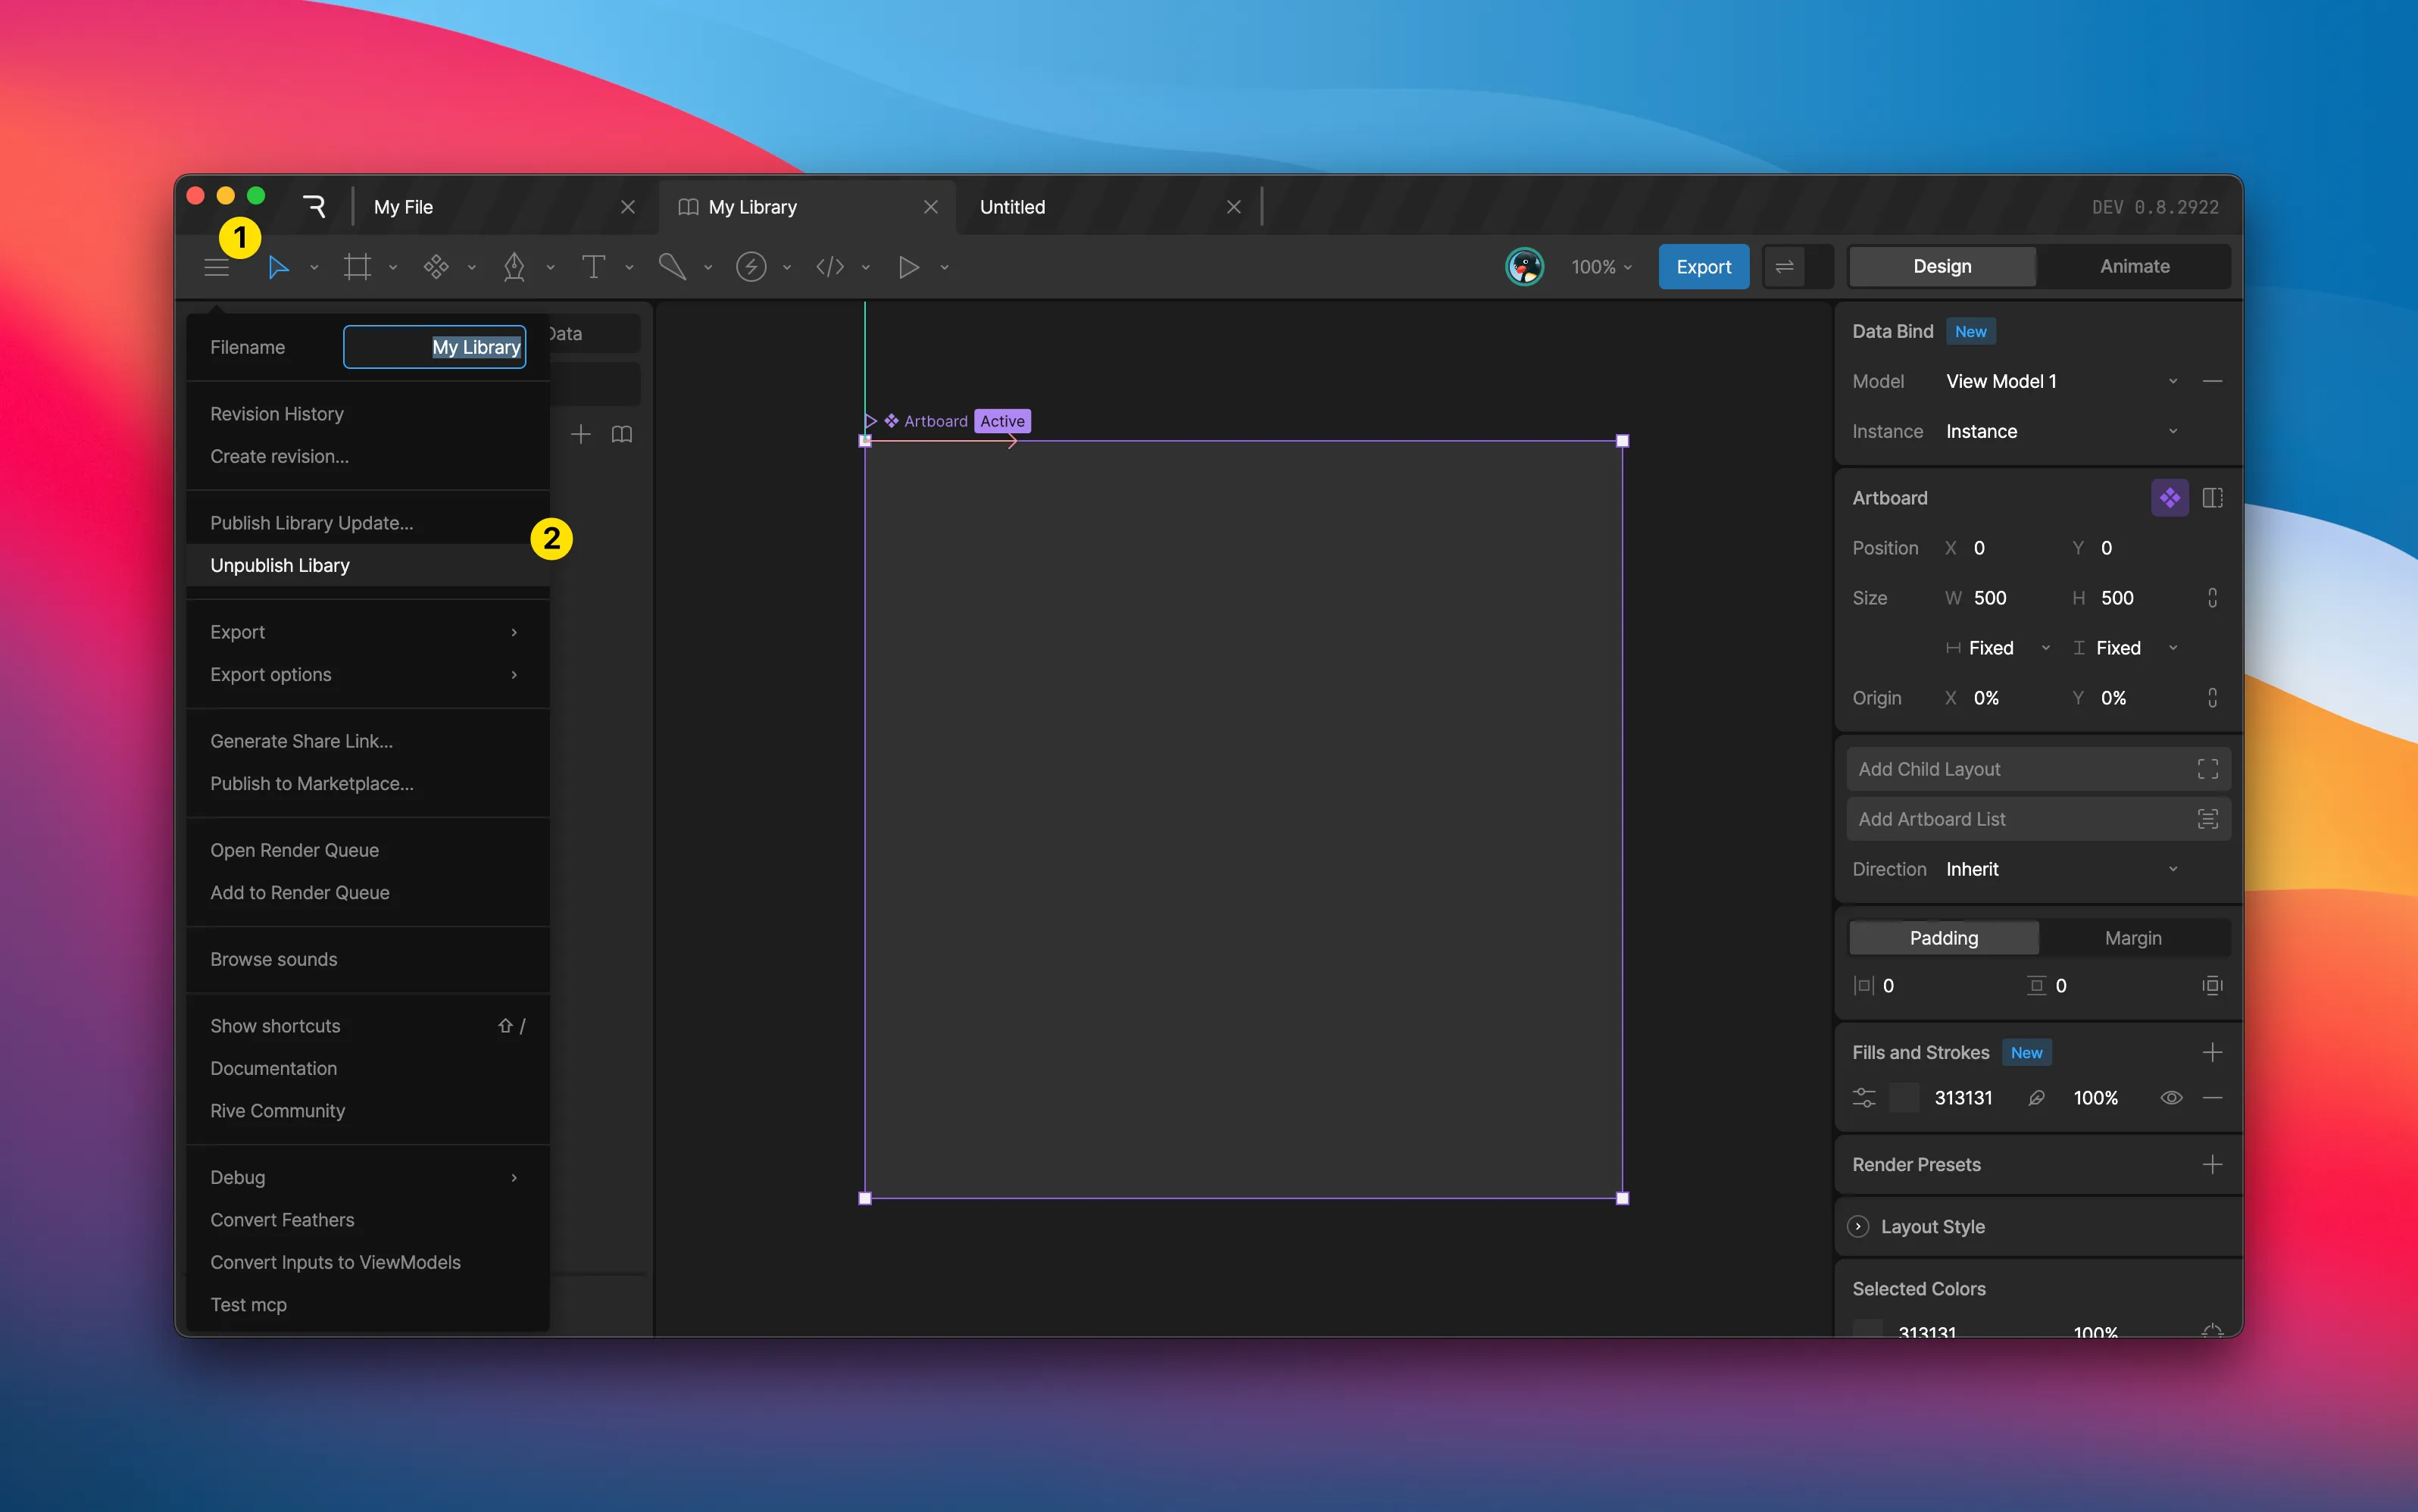 My File
My Library
Untitled
DEV 0.8.2922
1
100%
Export
Design
Animate
Filename
My Library
Data
Revision History
Create revision...
Publish Library Update...
2
Unpublish Libary
Export
Export options
Generate Share Link...
Publish to Marketplace...
Open Render Queue
Add to Render Queue
Browse sounds
Show shortcuts ⇧ /
Documentation
Rive Community
Debug
Convert Feathers
Convert Inputs to ViewModels
Test mcp
Artboard Active
Data Bind New
Model View Model 1
Instance Instance
Artboard
Position X 0 Y 0
Size W 500 H 500
Fixed Fixed
Origin X 0% Y 0%
Add Child Layout
Add Artboard List
Direction Inherit
Padding Margin
0 0
Fills and Strokes New
313131 100%
Render Presets
Layout Style
Selected Colors
313131 100%